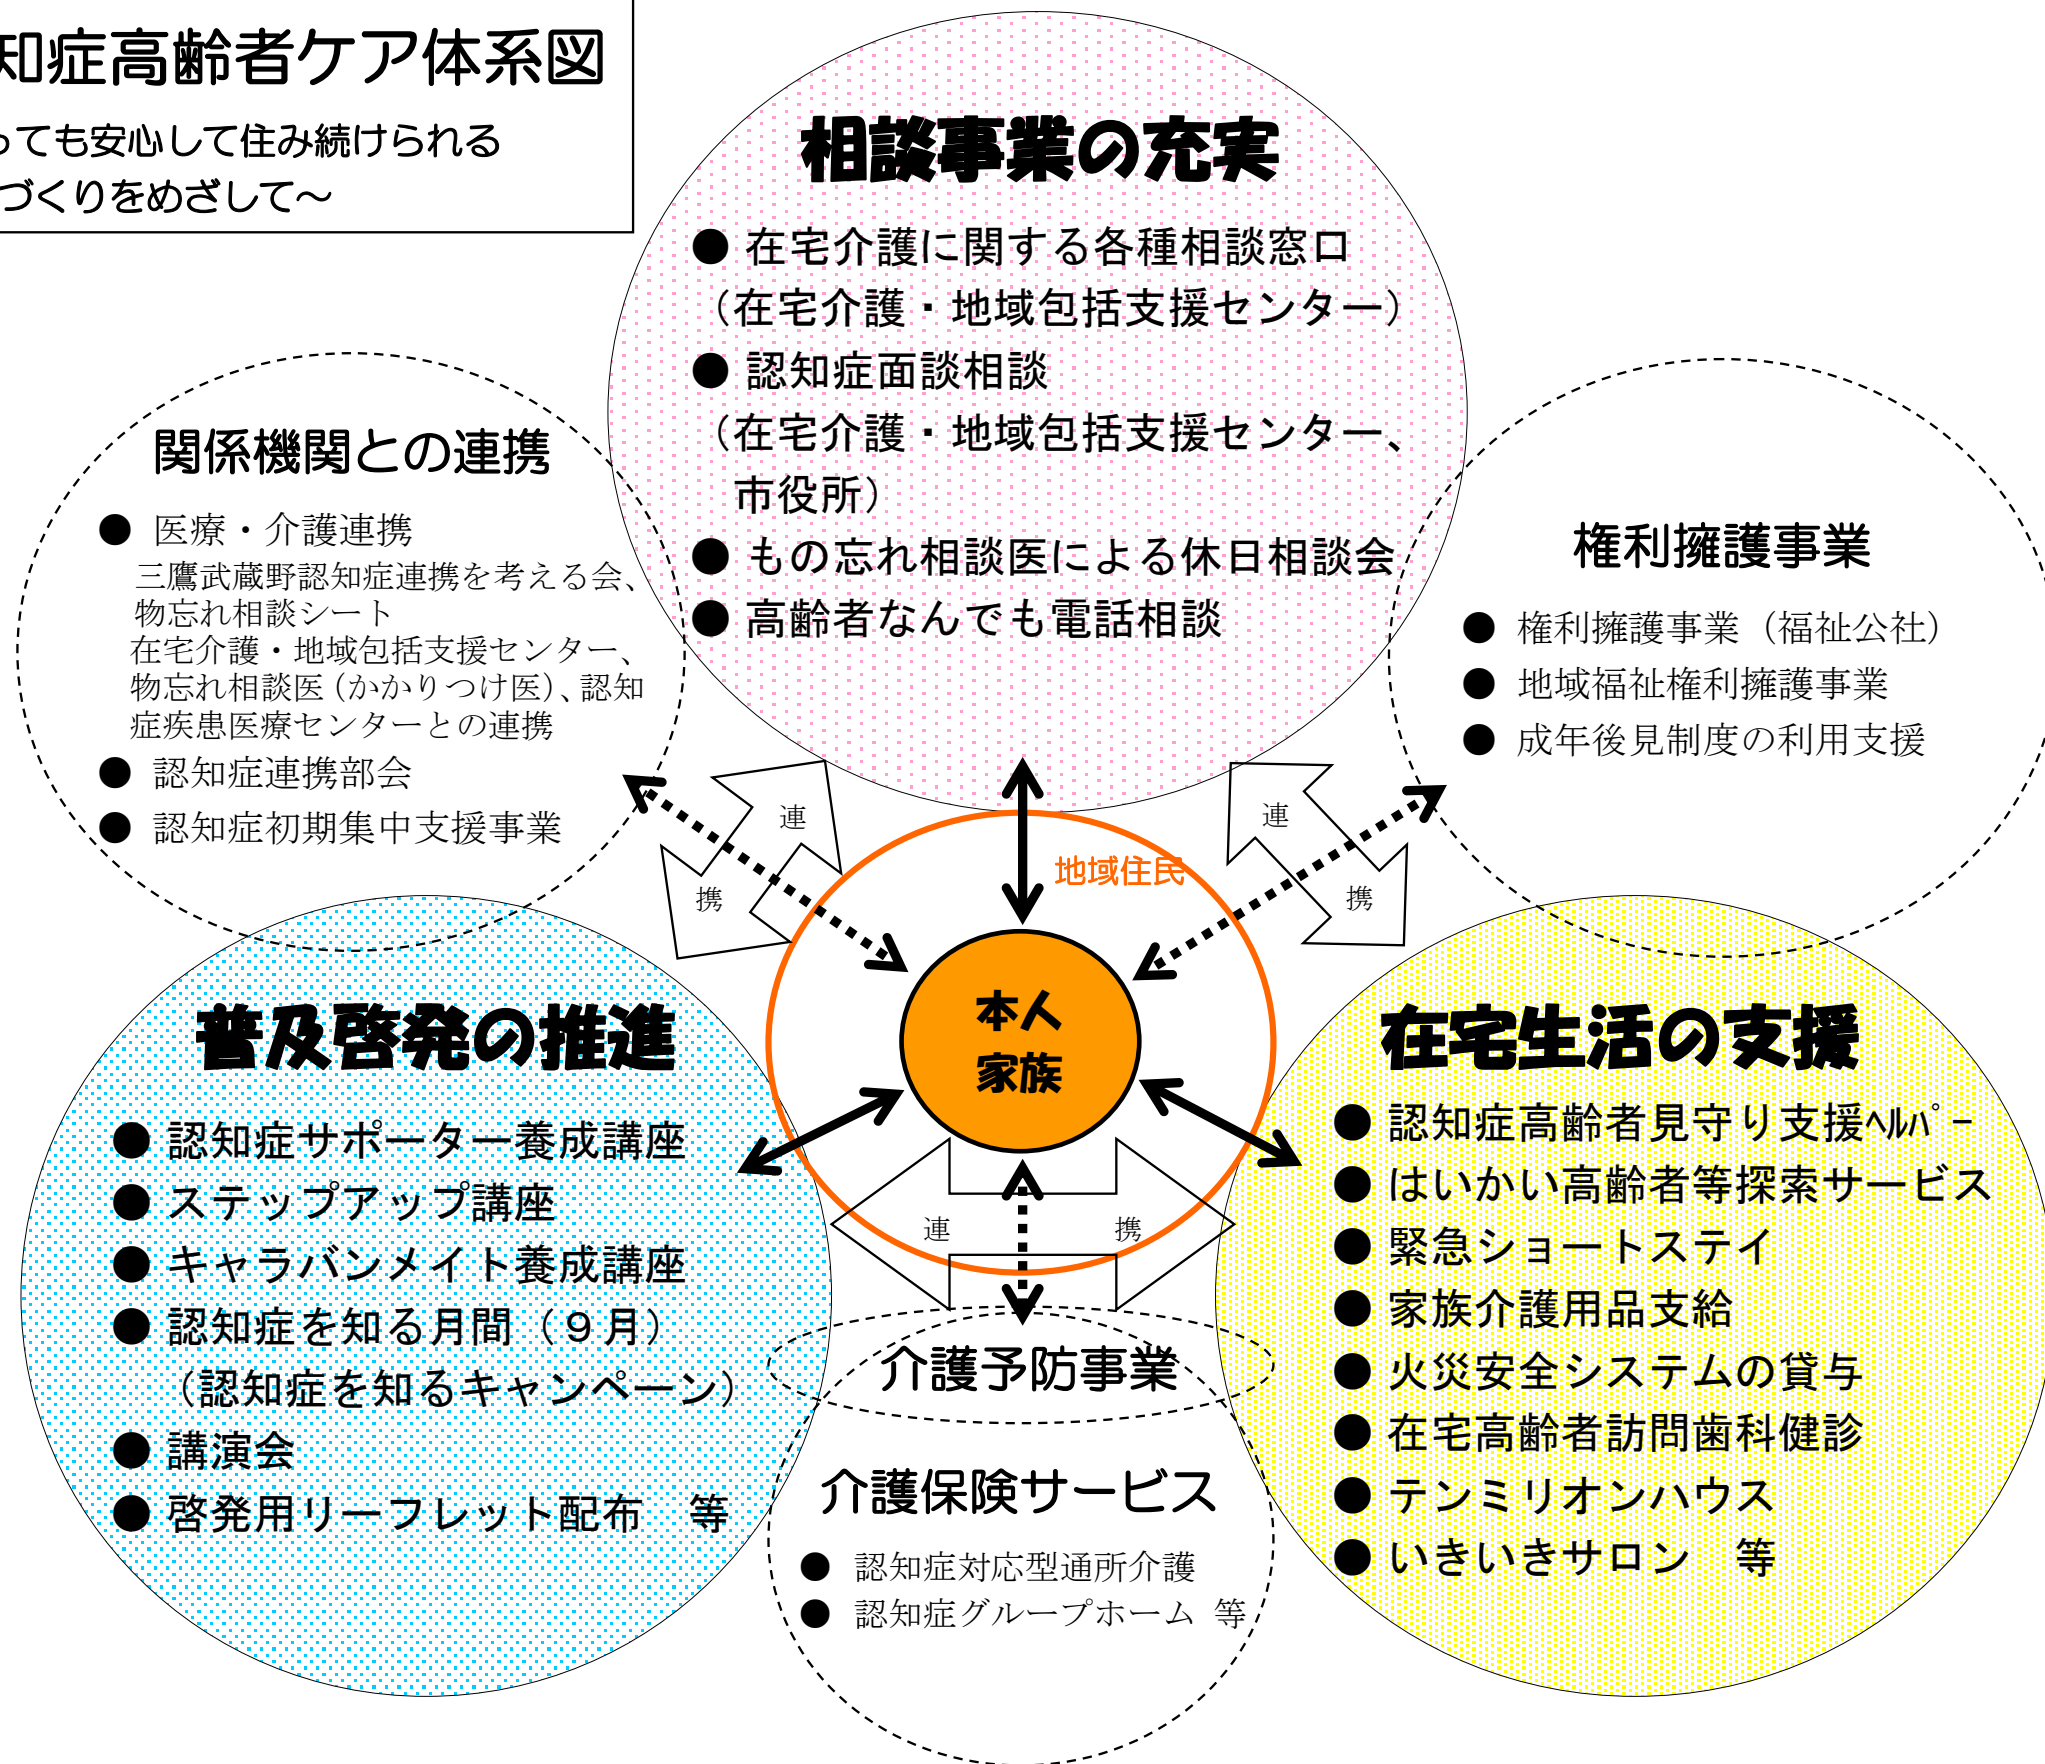 知症高齢者ケア体系図
っても安心して住み続けられる
づくりをめざして～
相談事業の充実
● 在宅介護に関する各種相談窓口
（在宅介護・地域包括支援センター）
● 認知症面談相談
（在宅介護・地域包括支援センター、
市役所）
● もの忘れ相談医による休日相談会
● 高齢者なんでも電話相談
関係機関との連携
● 医療・介護連携
三鷹武蔵野認知症連携を考える会、
物忘れ相談シート
在宅介護・地域包括支援センター、
物忘れ相談医（かかりつけ医）、認知
症疾患医療センターとの連携
● 認知症連携部会
● 認知症初期集中支援事業
権利擁護事業
● 権利擁護事業（福祉公社）
● 地域福祉権利擁護事業
● 成年後見制度の利用支援
連
携
連
携
地域住民
本人
家族
連
携
普及啓発の推進
● 認知症サポーター養成講座
● ステップアップ講座
● キャラバンメイト養成講座
● 認知症を知る月間（９月）
（認知症を知るキャンペーン）
● 講演会
● 啓発用リーフレット配布　等
在宅生活の支援
● 認知症高齢者見守り支援ﾍﾙﾊﾟｰ
● はいかい高齢者等探索サービス
● 緊急ショートステイ
● 家族介護用品支給
● 火災安全システムの貸与
● 在宅高齢者訪問歯科健診
● テンミリオンハウス
● いきいきサロン　等
介護予防事業
介護保険サービス
● 認知症対応型通所介護
● 認知症グループホーム 等